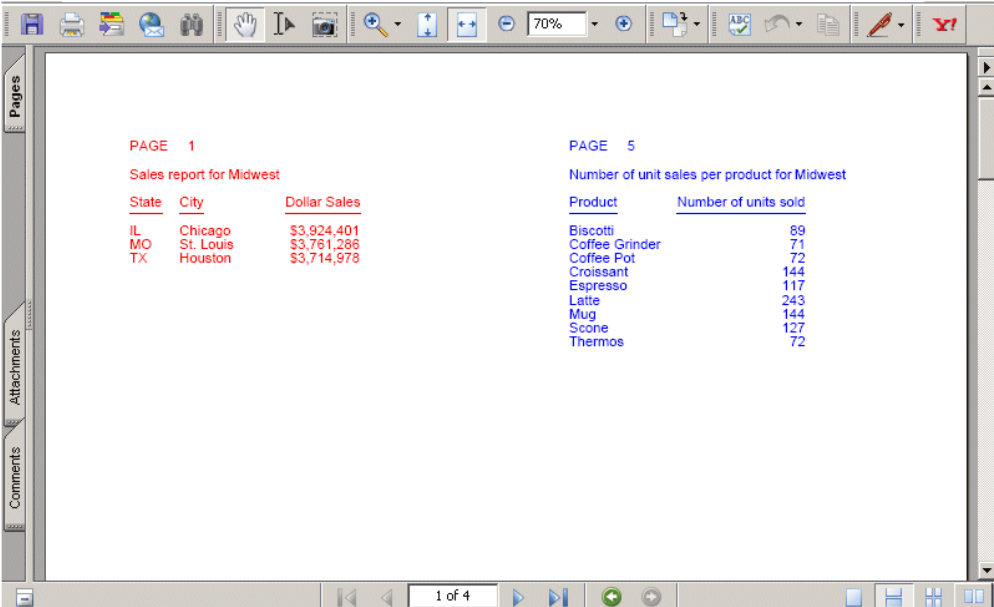 70%
ABC
Y!
Pages
Attachments
Comments
PAGE 1
Sales report for Midwest
State City Dollar Sales
IL Chicago $3,924,401
MO St. Louis $3,761,286
TX Houston $3,714,978
PAGE 5
Number of unit sales per product for Midwest
Product Number of units sold
Biscotti 89
Coffee Grinder 71
Coffee Pot 72
Croissant 144
Espresso 117
Latte 243
Mug 144
Scone 127
Thermos 72
1 of 4